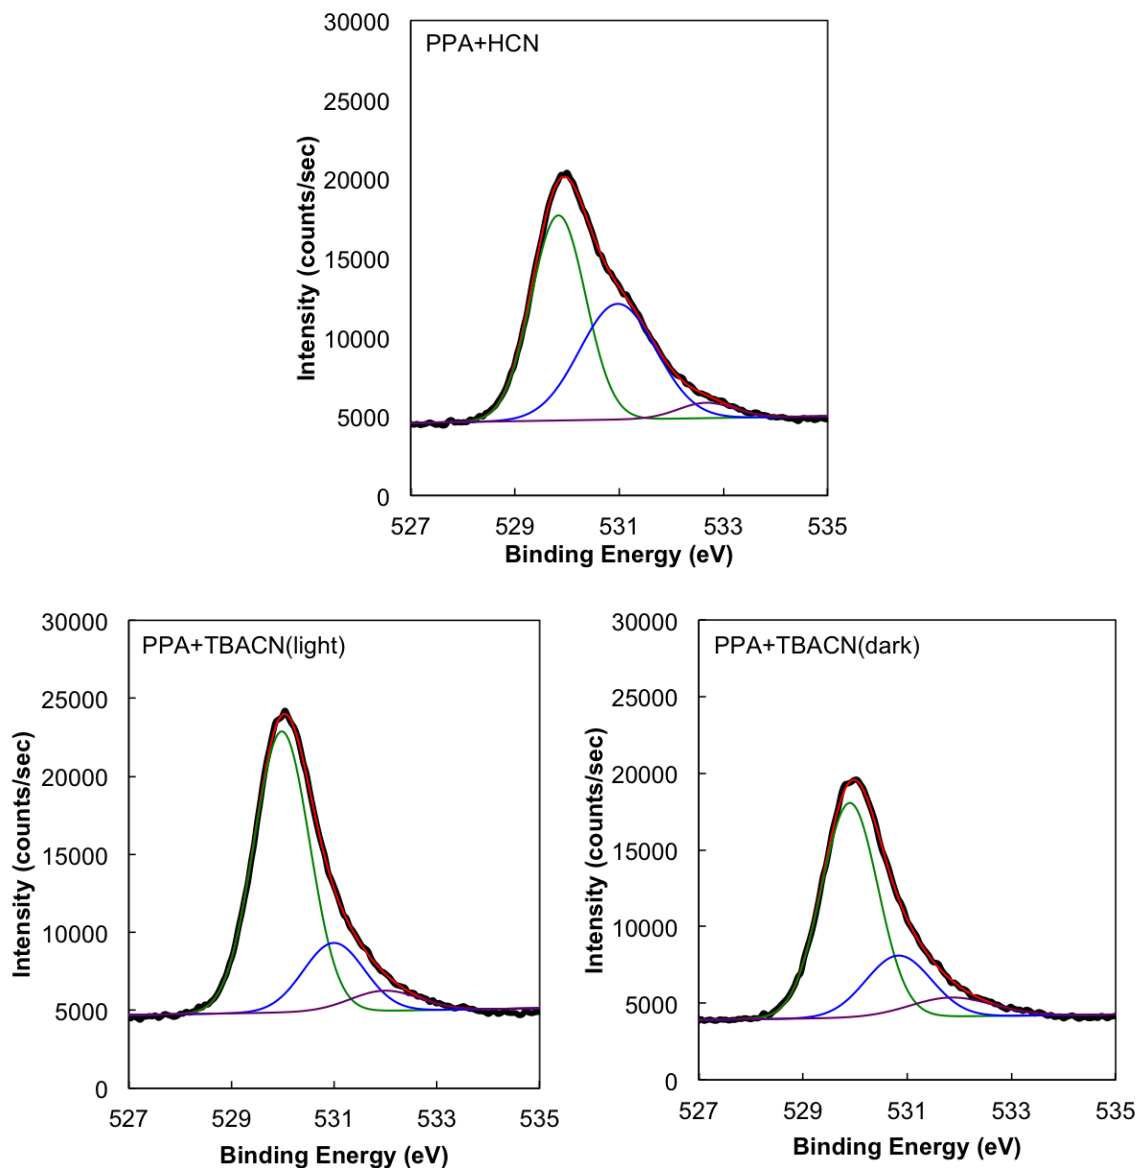 PPA+HCN
Intensity (counts/sec)
30000
25000
20000
15000
10000
5000
0
527 529 531 533 535
Binding Energy (eV)
PPA+TBACN(light)
Intensity (counts/sec)
30000
25000
20000
15000
10000
5000
0
527 529 531 533 535
Binding Energy (eV)
PPA+TBACN(dark)
Intensity (counts/sec)
30000
25000
20000
15000
10000
5000
0
527 529 531 533 535
Binding Energy (eV)